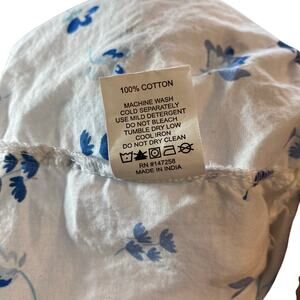 100% COTTON
MACHINE WASH
COLD SEPARATELY
USE MILD DETERGENT
DO NOT BLEACH
TUMBLE DRY LOW
COOL IRON
DO NOT DRY CLEAN
RN #147258
MADE IN INDIA